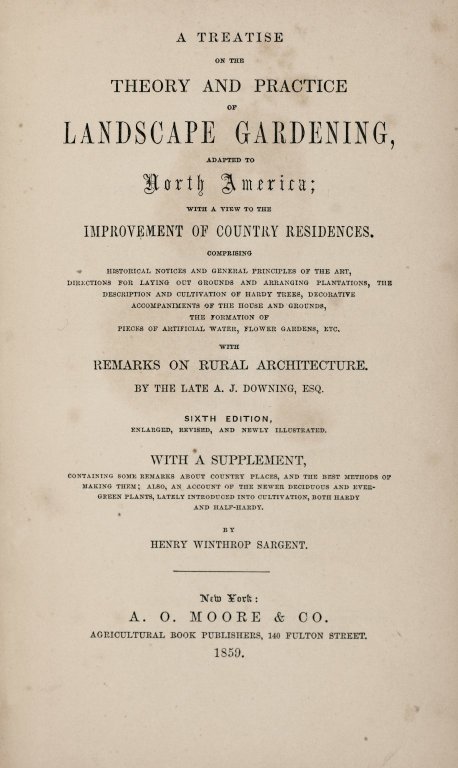 A TREATISE
ON THE
THEORY AND PRACTICE
OF
LANDSCAPE GARDENING,
ADAPTED TO
North America;
WITH A VIEW TO THE
IMPROVEMENT OF COUNTRY RESIDENCES.
COMPRISING
HISTORICAL NOTICES AND GENERAL PRINCIPLES OF THE ART,
DIRECTIONS FOR LAYING OUT GROUNDS AND ARRANGING PLANTATIONS, THE
DESCRIPTION AND CULTIVATION OF HARDY TREES, DECORATIVE
ACCOMPANIMENTS OF THE HOUSE AND GROUNDS,
THE FORMATION OF
PIECES OF ARTIFICIAL WATER, FLOWER GARDENS, ETC.
WITH
REMARKS ON RURAL ARCHITECTURE.
BY THE LATE A. J. DOWNING, ESQ.
SIXTH EDITION,
ENLARGED, REVISED, AND NEWLY ILLUSTRATED.
WITH A SUPPLEMENT,
CONTAINING SOME REMARKS ABOUT COUNTRY PLACES, AND THE BEST METHODS OF
MAKING THEM; ALSO, AN ACCOUNT OF THE NEWER DECIDUOUS AND EVER-
GREEN PLANTS, LATELY INTRODUCED INTO CULTIVATION, BOTH HARDY
AND HALF-HARDY.
BY
HENRY WINTHROP SARGENT.
New York:
A. O. MOORE & CO.
AGRICULTURAL BOOK PUBLISHERS, 140 FULTON STREET.
1859.